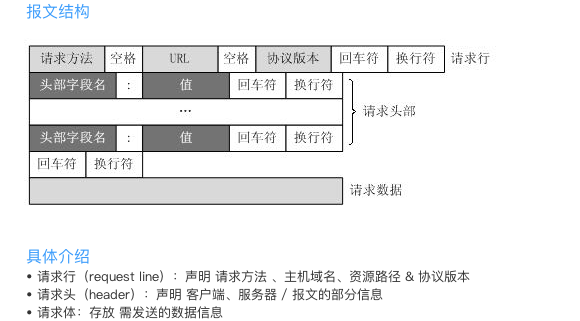 报文结构
请求方法 空格 URL 空格 协议版本 回车符 换行符 请求行
头部字段名 : 值 回车符 换行符
... 请求头部
头部字段名 : 值 回车符 换行符
回车符 换行符
请求数据
具体介绍
• 请求行（request line）：声明 请求方法 、主机域名、资源路径 & 协议版本
• 请求头（header）：声明 客户端、服务器 / 报文的部分信息
• 请求体：存放 需发送的数据信息